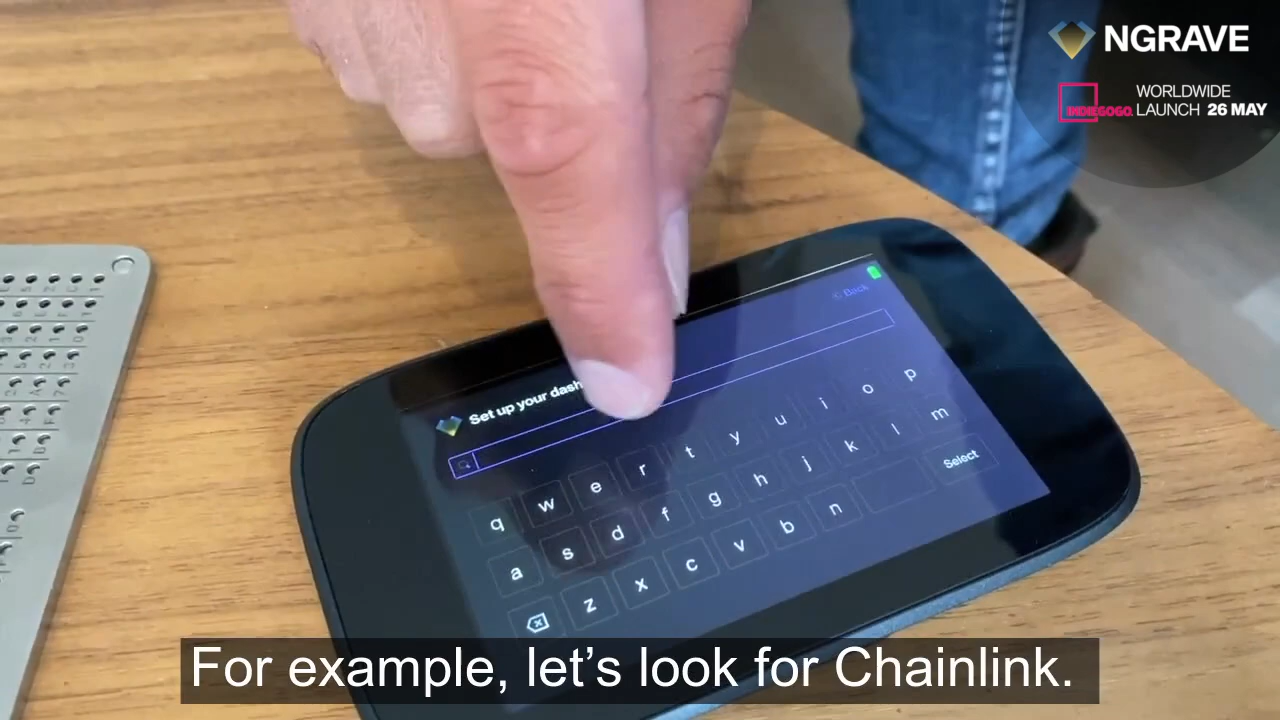 NGRAVE
INDIEGOGO.
WORLDWIDE
LAUNCH 26 MAY
Back
Set up your dash
q w e r t y u i o p
a s d f g h j k l m
z x c v b n Select
For example, let's look for Chainlink.